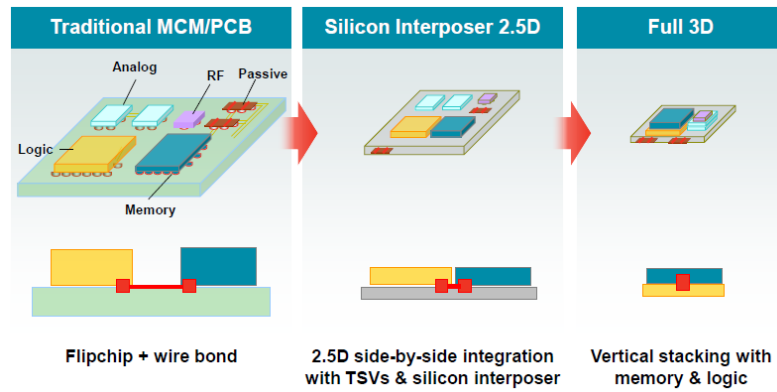 Traditional MCM/PCB
Silicon Interposer 2.5D
Full 3D
Analog
RF
Passive
Logic
Memory
Flipchip + wire bond
2.5D side-by-side integration
with TSVs & silicon interposer
Vertical stacking with
memory & logic